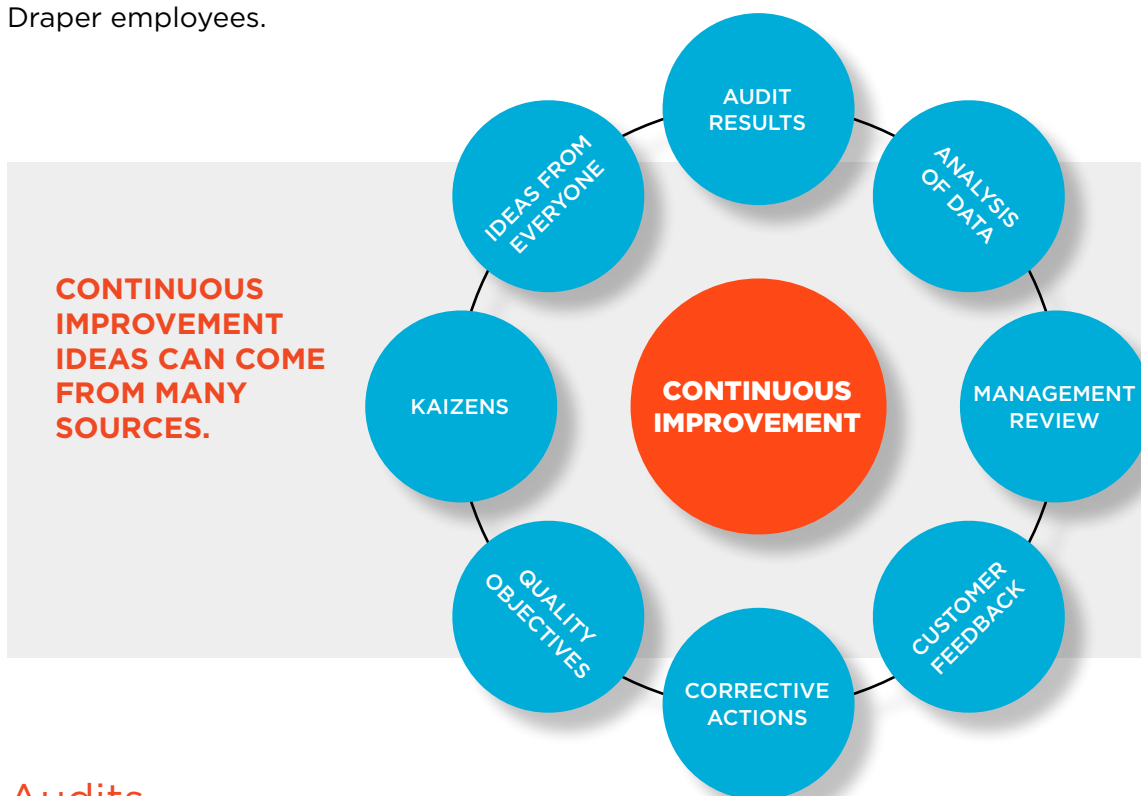 Draper employees.
AUDIT
RESULTS
IDEAS FROM
EVERYONE
ANALYSIS
OF DATA
CONTINUOUS
IMPROVEMENT
IDEAS CAN COME
FROM MANY
SOURCES.
KAIZENS
CONTINUOUS
IMPROVEMENT
MANAGEMENT
REVIEW
QUALITY
OBJECTIVES
CUSTOMER
FEEDBACK
CORRECTIVE
ACTIONS
Audits